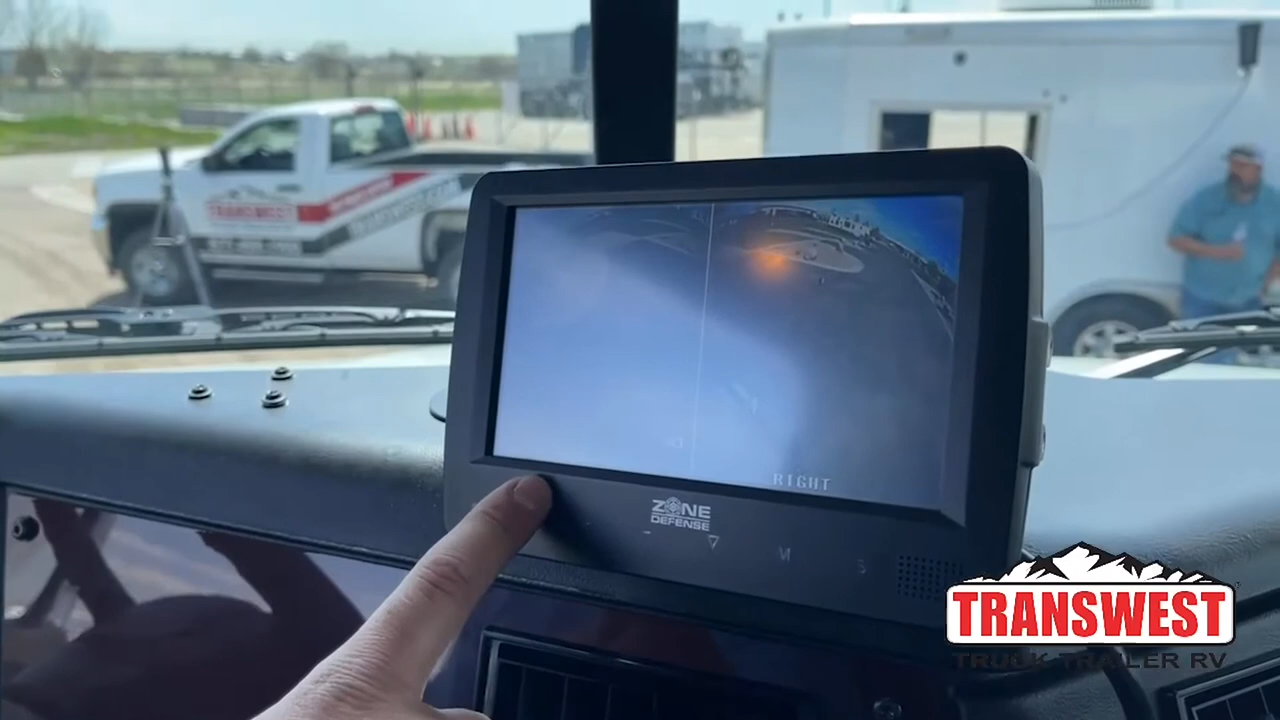 TRANSWEST
RIGHT
ZONE
DEFENSE
M
S
TRANSWEST
TRUCK TRAILER RV